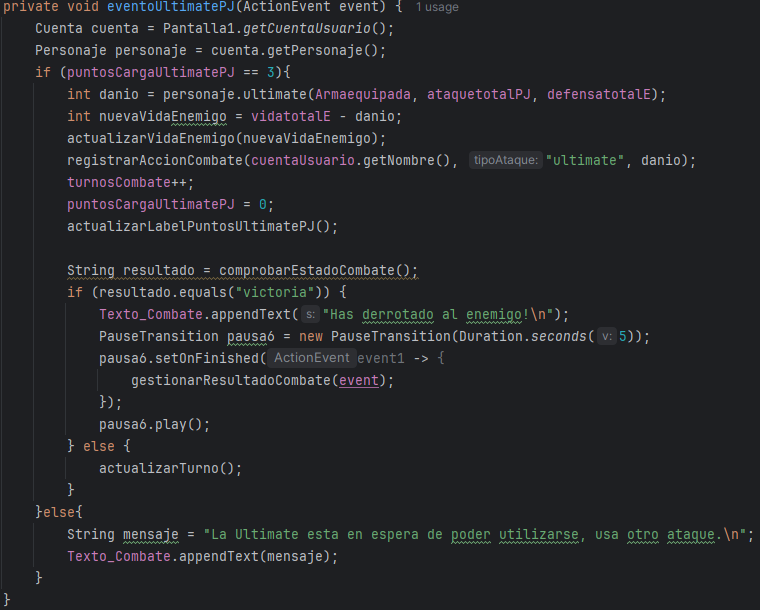 private void eventoUltimatePJ(ActionEvent event) { 1 usage
    Cuenta cuenta = Pantalla1.getCuentaUsuario();
    Personaje personaje = cuenta.getPersonaje();
    if (puntosCargaUltimatePJ == 3){
        int danio = personaje.ultimate(Armaequipada, ataquetotalPJ, defensatotalE);
        int nuevaVidaEnemigo = vidatotalE - danio;
        actualizarVidaEnemigo(nuevaVidaEnemigo);
        registrarAccionCombate(cuentaUsuario.getNombre(), tipoAtaque: "ultimate", danio);
        turnosCombate++;
        puntosCargaUltimatePJ = 0;
        actualizarLabelPuntosUltimatePJ();

        String resultado = comprobarEstadoCombate();
        if (resultado.equals("victoria")) {
            Texto_Combate.appendText( s: "Has derrotado al enemigo!\n");
            PauseTransition pausa6 = new PauseTransition(Duration.seconds( v: 5));
            pausa6.setOnFinished( ActionEvent event1 -> {
                gestionarResultadoCombate(event);
            });
            pausa6.play();
        } else {
            actualizarTurno();
        }
    }else{
        String mensaje = "La Ultimate esta en espera de poder utilizarse, usa otro ataque.\n";
        Texto_Combate.appendText(mensaje);
    }
}